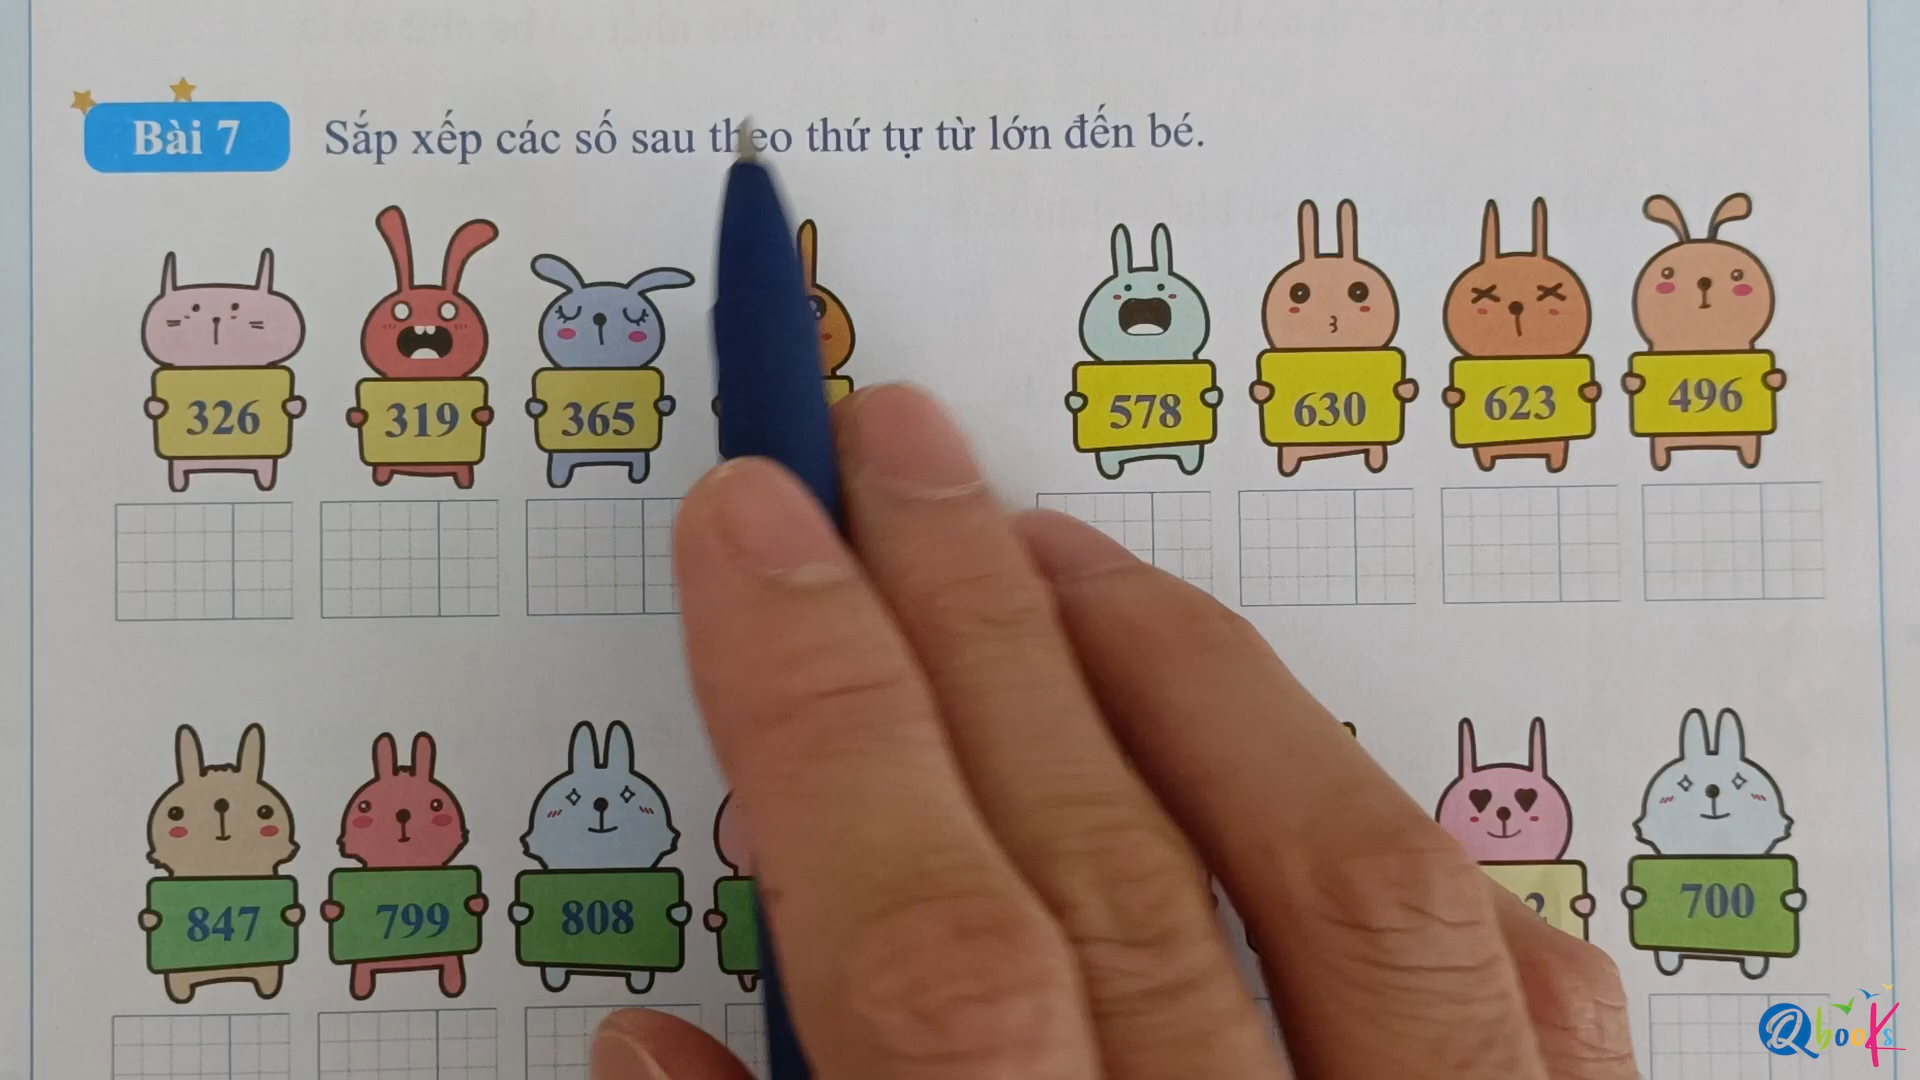 Bài 7 Sắp xếp các số sau theo thứ tự từ lớn đến bé.
326 319 365 578 630 623 496
847 799 808 700
Qbooks